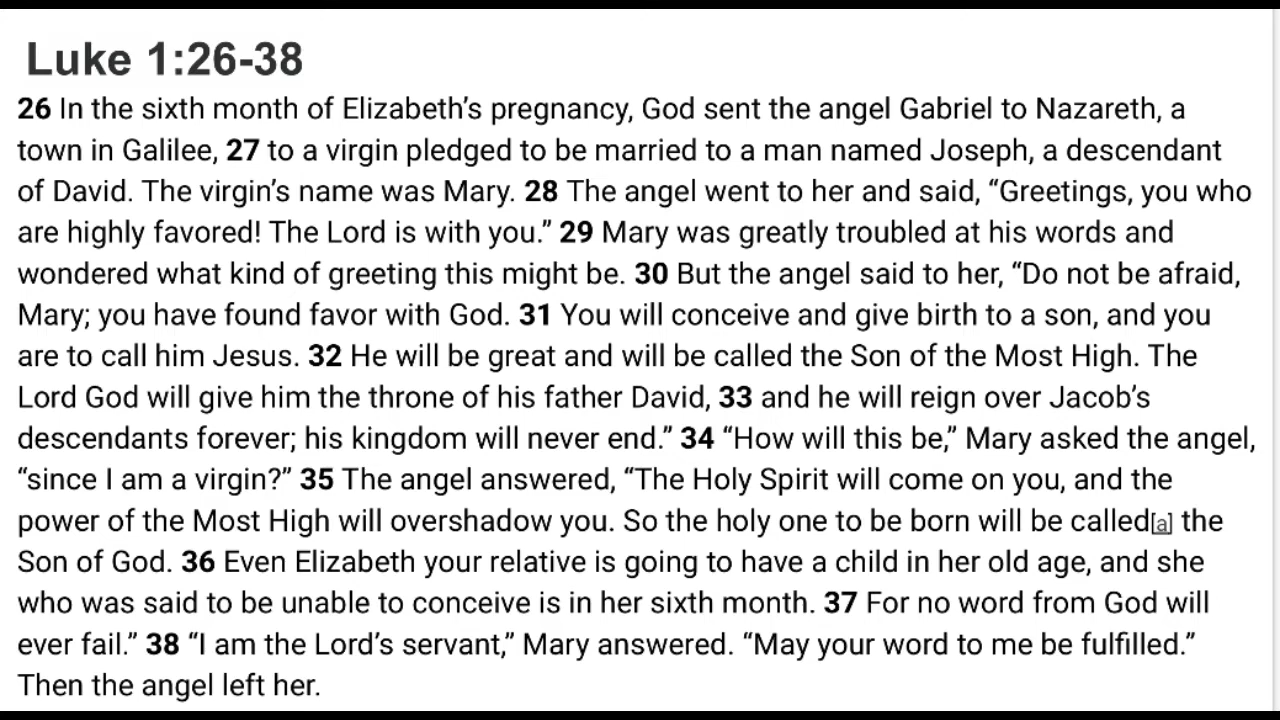 Luke 1:26-38
26 In the sixth month of Elizabeth’s pregnancy, God sent the angel Gabriel to Nazareth, a
town in Galilee, 27 to a virgin pledged to be married to a man named Joseph, a descendant
of David. The virgin’s name was Mary. 28 The angel went to her and said, “Greetings, you who
are highly favored! The Lord is with you.” 29 Mary was greatly troubled at his words and
wondered what kind of greeting this might be. 30 But the angel said to her, “Do not be afraid,
Mary; you have found favor with God. 31 You will conceive and give birth to a son, and you
are to call him Jesus. 32 He will be great and will be called the Son of the Most High. The
Lord God will give him the throne of his father David, 33 and he will reign over Jacob’s
descendants forever; his kingdom will never end.” 34 “How will this be,” Mary asked the angel,
“since I am a virgin?” 35 The angel answered, “The Holy Spirit will come on you, and the
power of the Most High will overshadow you. So the holy one to be born will be called[a] the
Son of God. 36 Even Elizabeth your relative is going to have a child in her old age, and she
who was said to be unable to conceive is in her sixth month. 37 For no word from God will
ever fail.” 38 “I am the Lord’s servant,” Mary answered. “May your word to me be fulfilled.”
Then the angel left her.